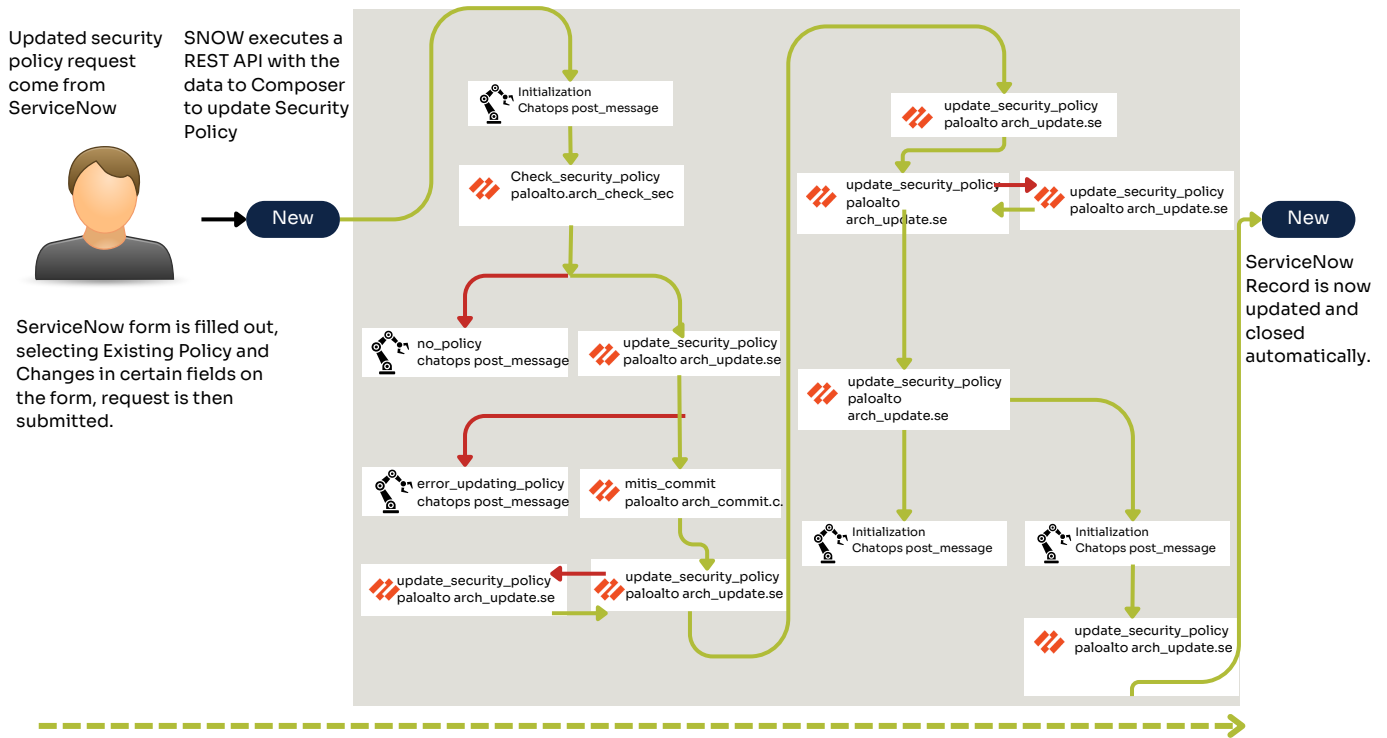 Updated security
policy request
come from
ServiceNow
SNOW executes a
REST API with the
data to Composer
to update Security
Policy
New
ServiceNow form is filled out,
selecting Existing Policy and
Changes in certain fields on
the form, request is then
submitted.
Initialization
Chatops post_message
Check_security_policy
paloalto.arch_check_sec
no_policy
chatops post_message
update_security_policy
paloalto arch_update.se
error_updating_policy
chatops post_message
mitis_commit
paloalto arch_commit.c.
update_security_policy
paloalto arch_update.se
update_security_policy
paloalto arch_update.se
update_security_policy
paloalto arch_update.se
update_security_policy
paloalto
arch_update.se
update_security_policy
paloalto arch_update.se
update_security_policy
paloalto
arch_update.se
Initialization
Chatops post_message
Initialization
Chatops post_message
update_security_policy
paloalto arch_update.se
New
ServiceNow
Record is now
updated and
closed
automatically.